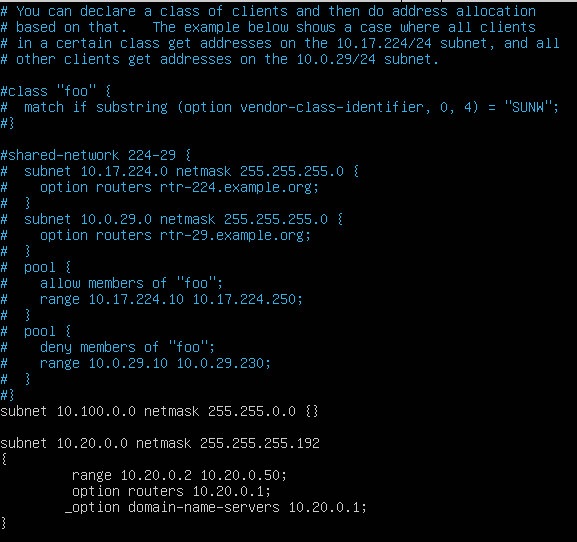 # You can declare a class of clients and then do address allocation
# based on that.   The example below shows a case where all clients
# in a certain class get addresses on the 10.17.224/24 subnet, and all
# other clients get addresses on the 10.0.29/24 subnet.

#class "foo" {
#  match if substring (option vendor-class-identifier, 0, 4) = "SUNW";
#}

#shared-network 224-29 {
#  subnet 10.17.224.0 netmask 255.255.255.0 {
#    option routers rtr-224.example.org;
#  }
#  subnet 10.0.29.0 netmask 255.255.255.0 {
#    option routers rtr-29.example.org;
#  }
#  pool {
#    allow members of "foo";
#    range 10.17.224.10 10.17.224.250;
#  }
#  pool {
#    deny members of "foo";
#    range 10.0.29.10 10.0.29.230;
#  }
#}
subnet 10.100.0.0 netmask 255.255.0.0 {}

subnet 10.20.0.0 netmask 255.255.255.192
{
         range 10.20.0.2 10.20.0.50;
         option routers 10.20.0.1;
        _option domain-name-servers 10.20.0.1;
}